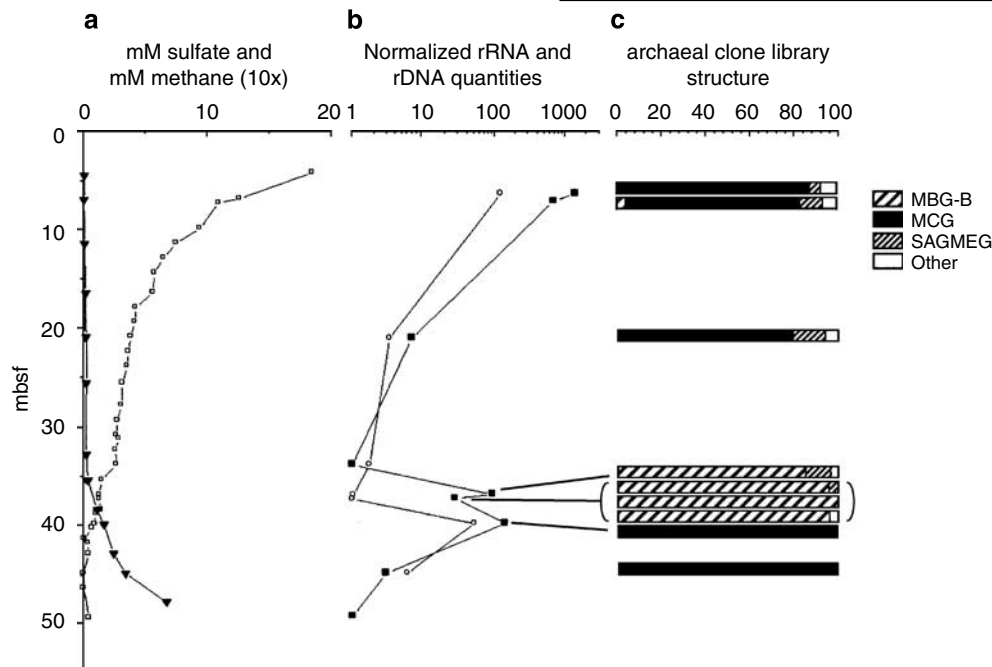 a
mM sulfate and
mM methane (10x)
0 10 20
b
Normalized rRNA and
rDNA quantities
1 10 100 1000
c
archaeal clone library
structure
0 20 40 60 80 100
mbsf
0
10
20
30
40
50
MBG-B
MCG
SAGMEG
Other